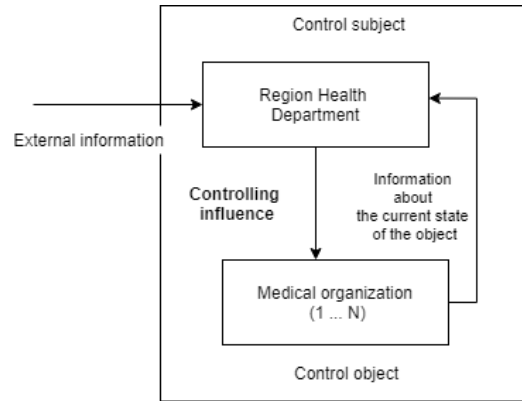 Control subject
Region Health
Department
External information
Controlling
influence
Information
about
the current state
of the object
Medical organization
(1 ... N)
Control object